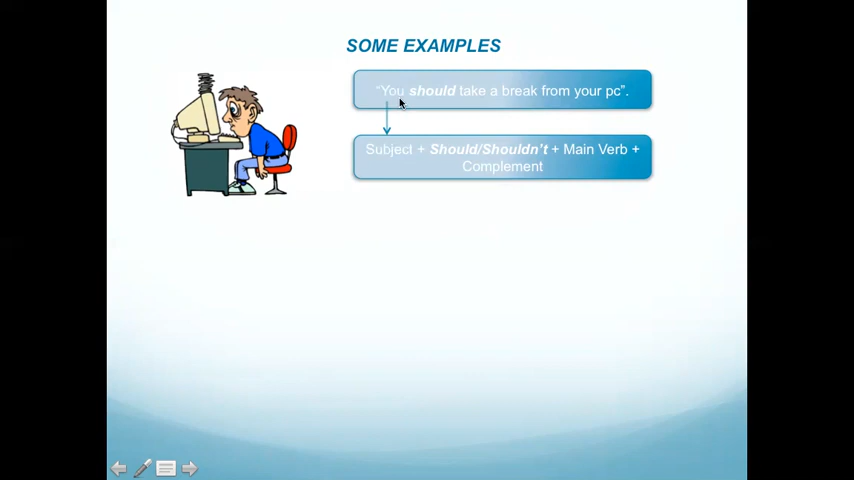 SOME EXAMPLES
“You should take a break from your pc”.
Subject + Should/Shouldn't + Main Verb +
Complement